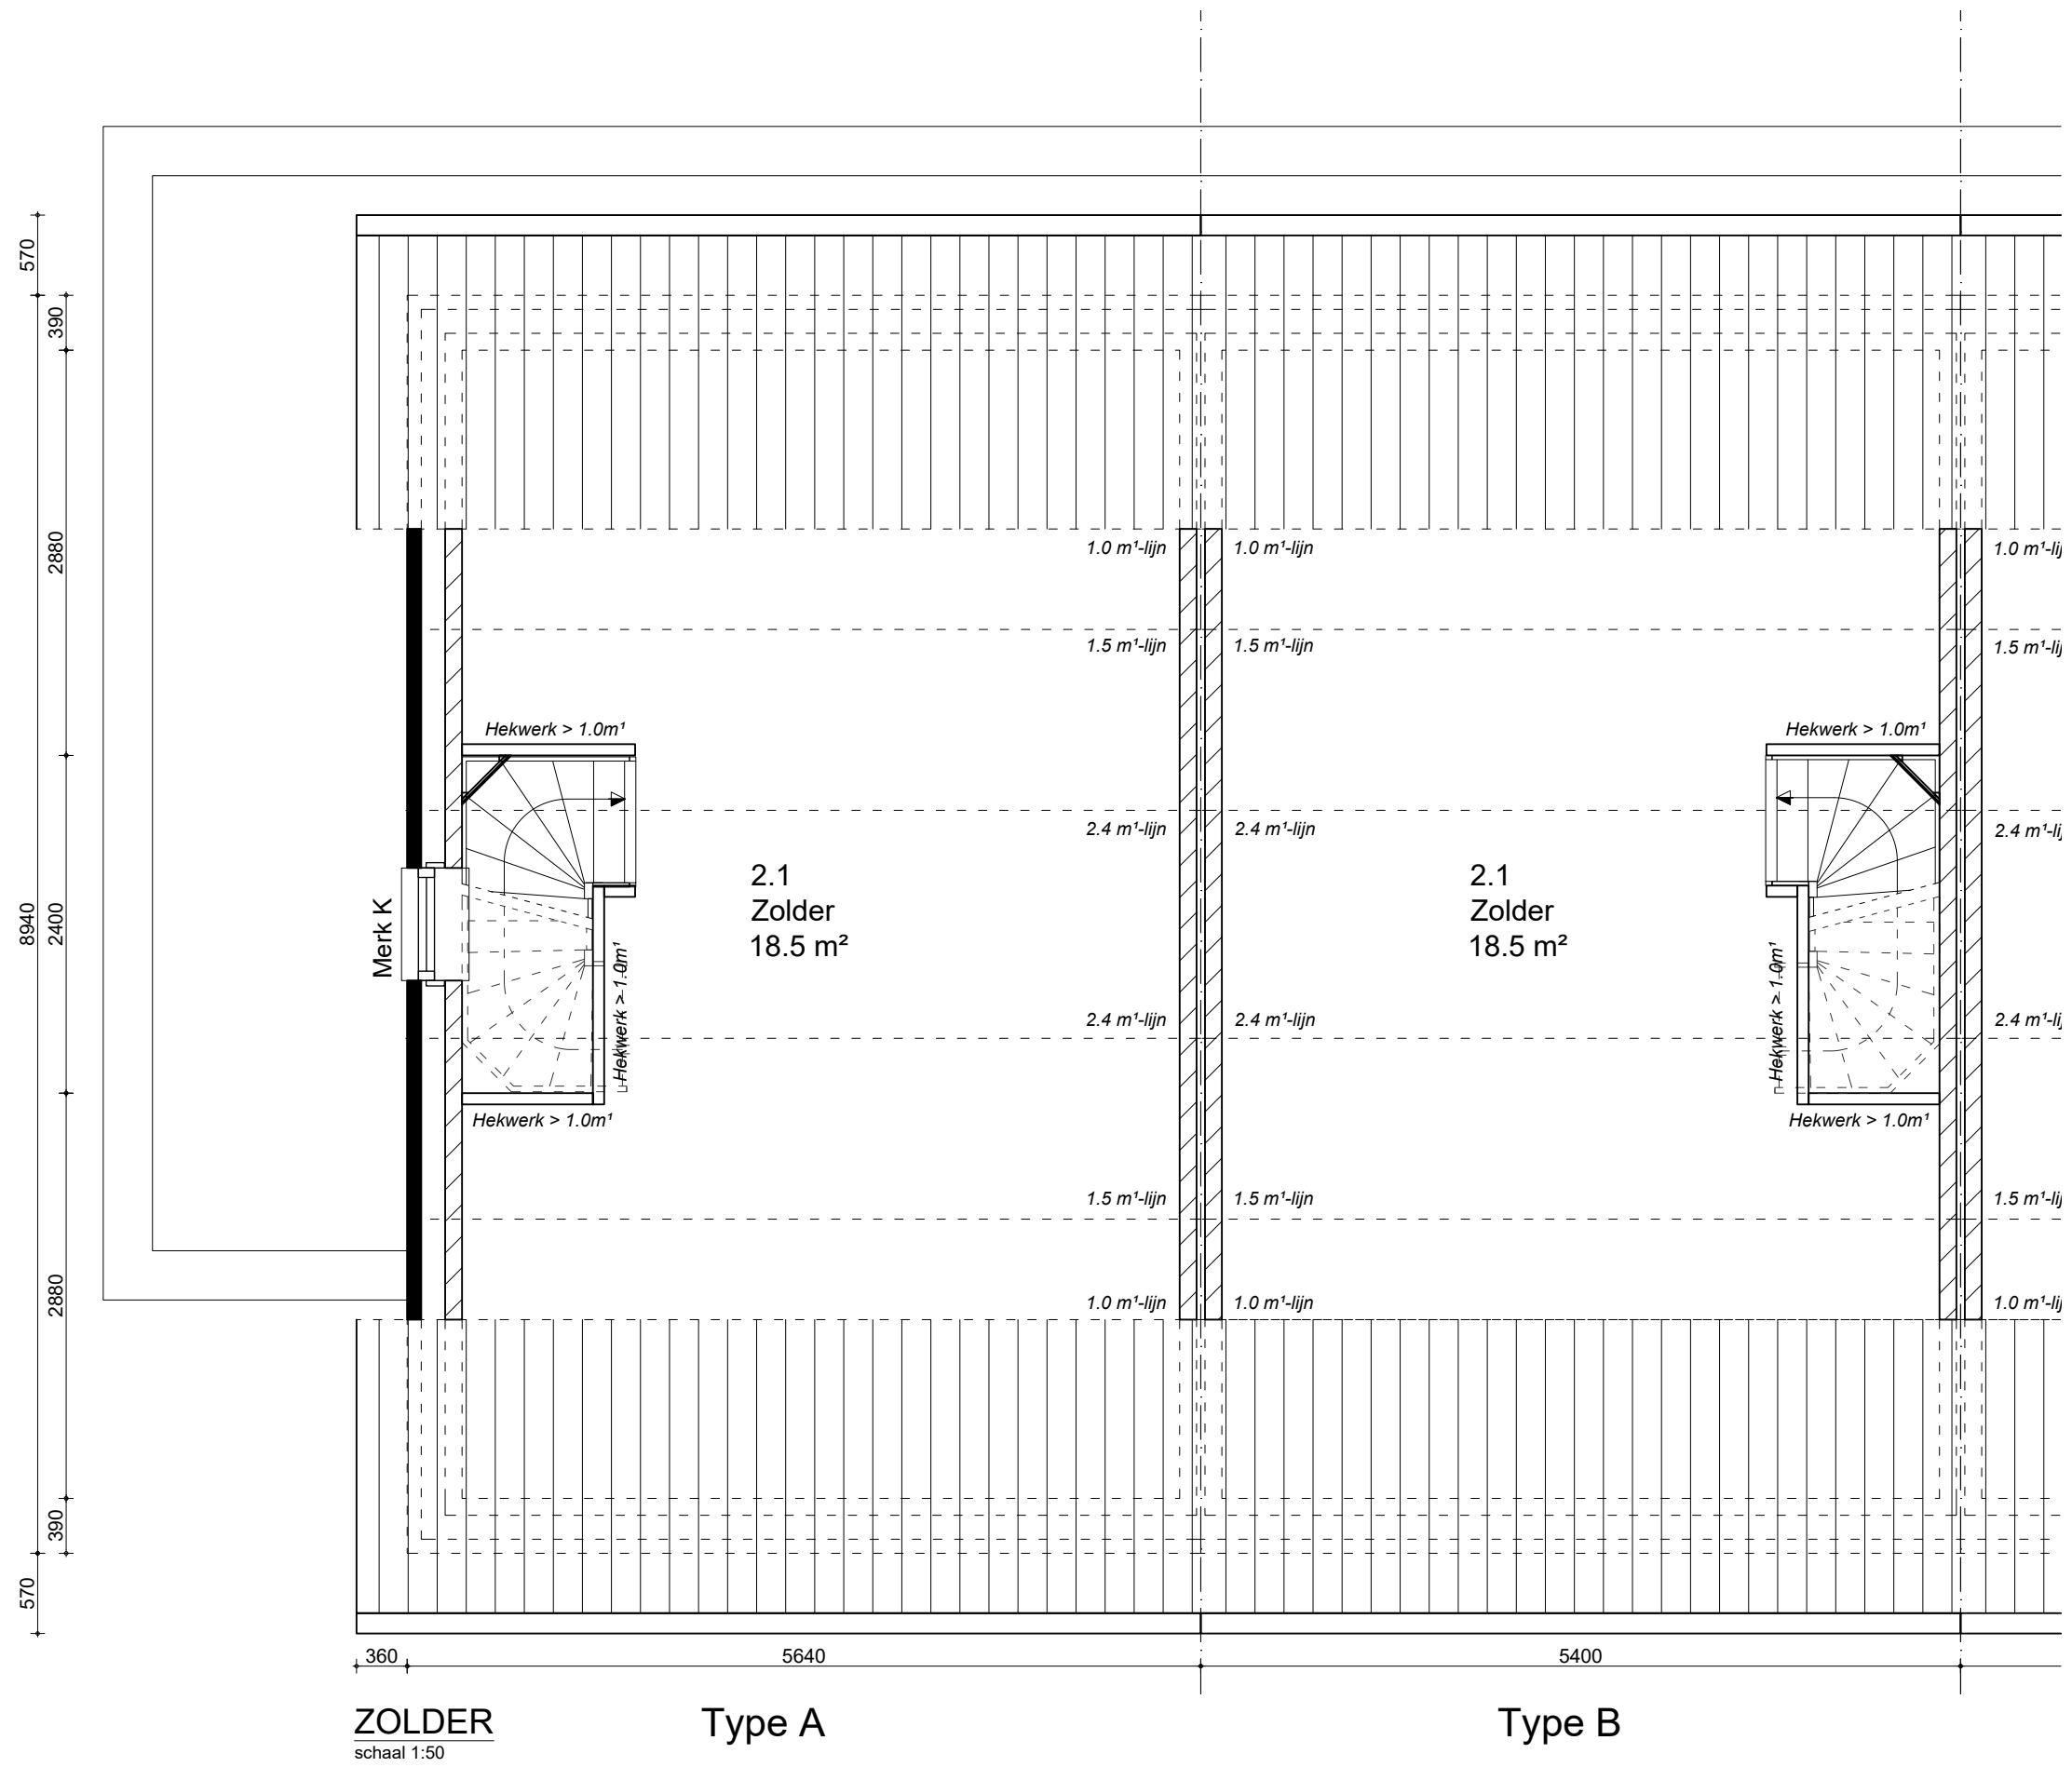 570
390
2880
8940
2400
2880
390
570
1.0 m¹-lijn
1.0 m¹-lijn
1.0 m¹-lij
1.5 m¹-lijn
1.5 m¹-lijn
1.5 m¹-lij
Hekwerk > 1.0m¹
Hekwerk > 1.0m¹
2.4 m¹-lijn
2.4 m¹-lijn
2.4 m¹-lij
Merk K
2.1
Zolder
18.5 m²
2.1
Zolder
18.5 m²
Hekwerk > 1.0m¹
Hekwerk > 1.0m¹
2.4 m¹-lijn
2.4 m¹-lijn
2.4 m¹-lij
Hekwerk > 1.0m¹
Hekwerk > 1.0m¹
1.5 m¹-lijn
1.5 m¹-lijn
1.5 m¹-lij
1.0 m¹-lijn
1.0 m¹-lijn
1.0 m¹-lij
360
5640
5400
ZOLDER
schaal 1:50
Type A
Type B